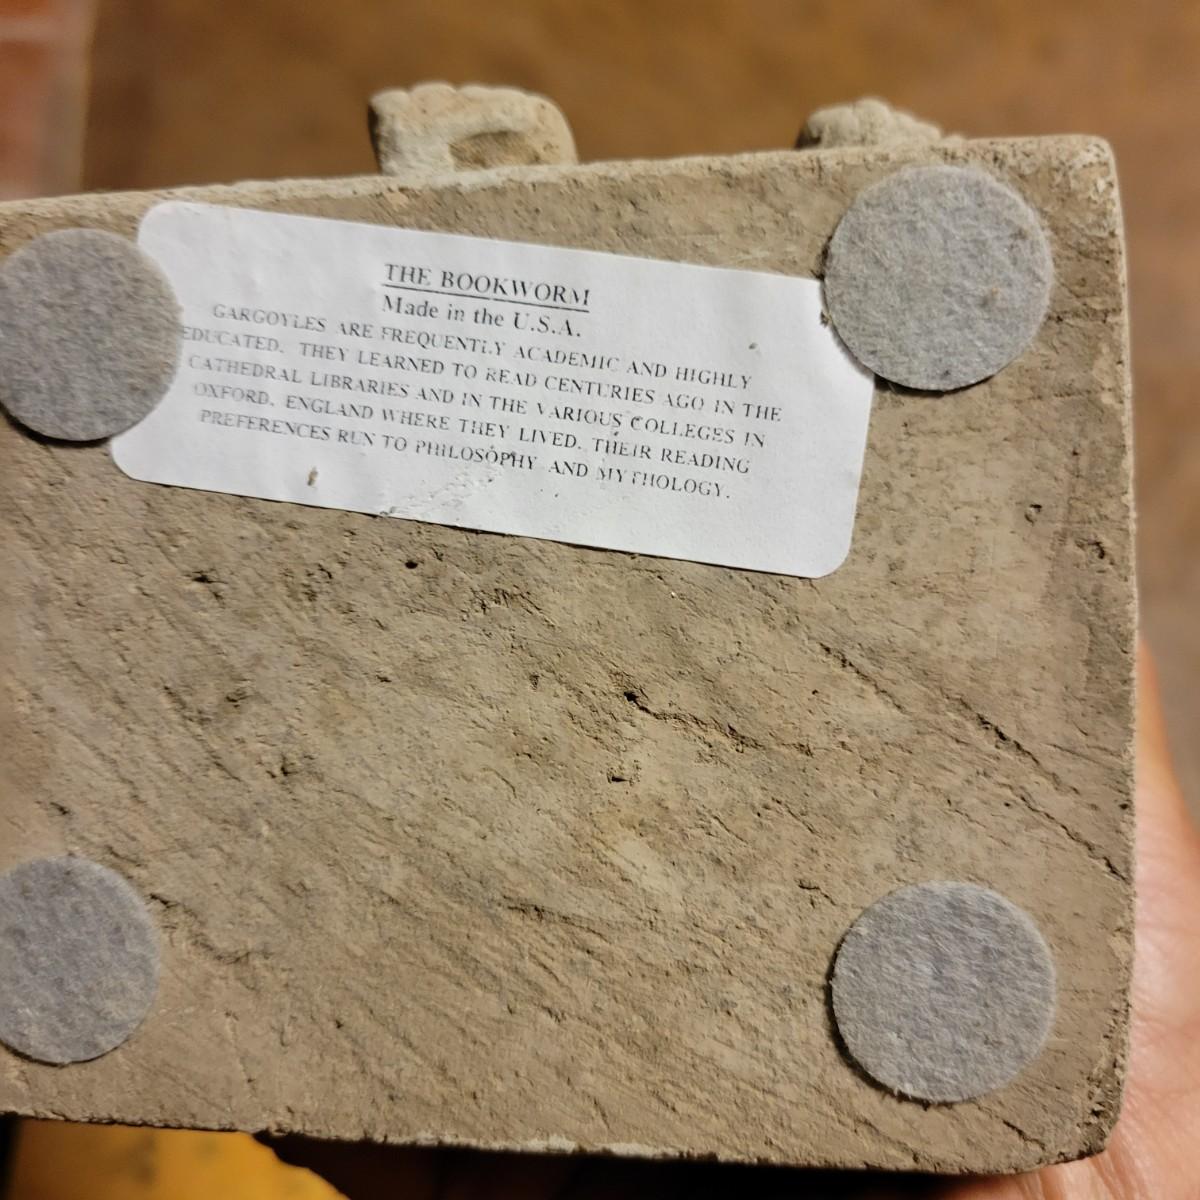 THE BOOKWORM
Made in the U.S.A.
GARGOYLES ARE FREQUENTLY ACADEMIC AND HIGHLY
EDUCATED. THEY LEARNED TO READ CENTURIES AGO IN THE
CATHEDRAL LIBRARIES AND IN THE VARIOUS COLLEGES IN
OXFORD, ENGLAND WHERE THEY LIVED. THEIR READING
PREFERENCES RUN TO PHILOSOPHY AND MYTHOLOGY.